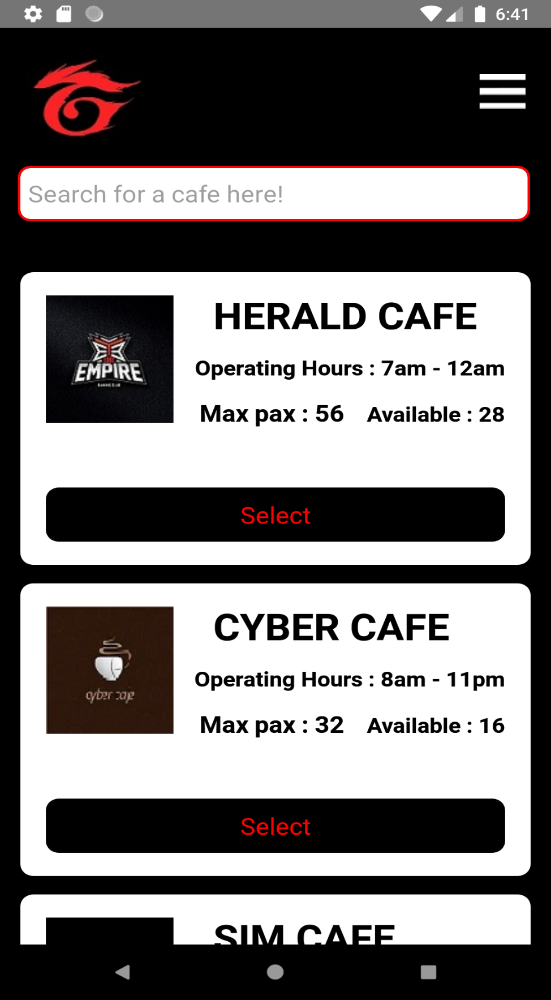 6:41
Search for a cafe here!
HERALD CAFE
THE
EMPIRE
Operating Hours : 7am - 12am
Max pax : 56 Available : 28
Select
CYBER CAFE
cyber cafe
Operating Hours : 8am - 11pm
Max pax : 32 Available : 16
Select
SIM CAFE